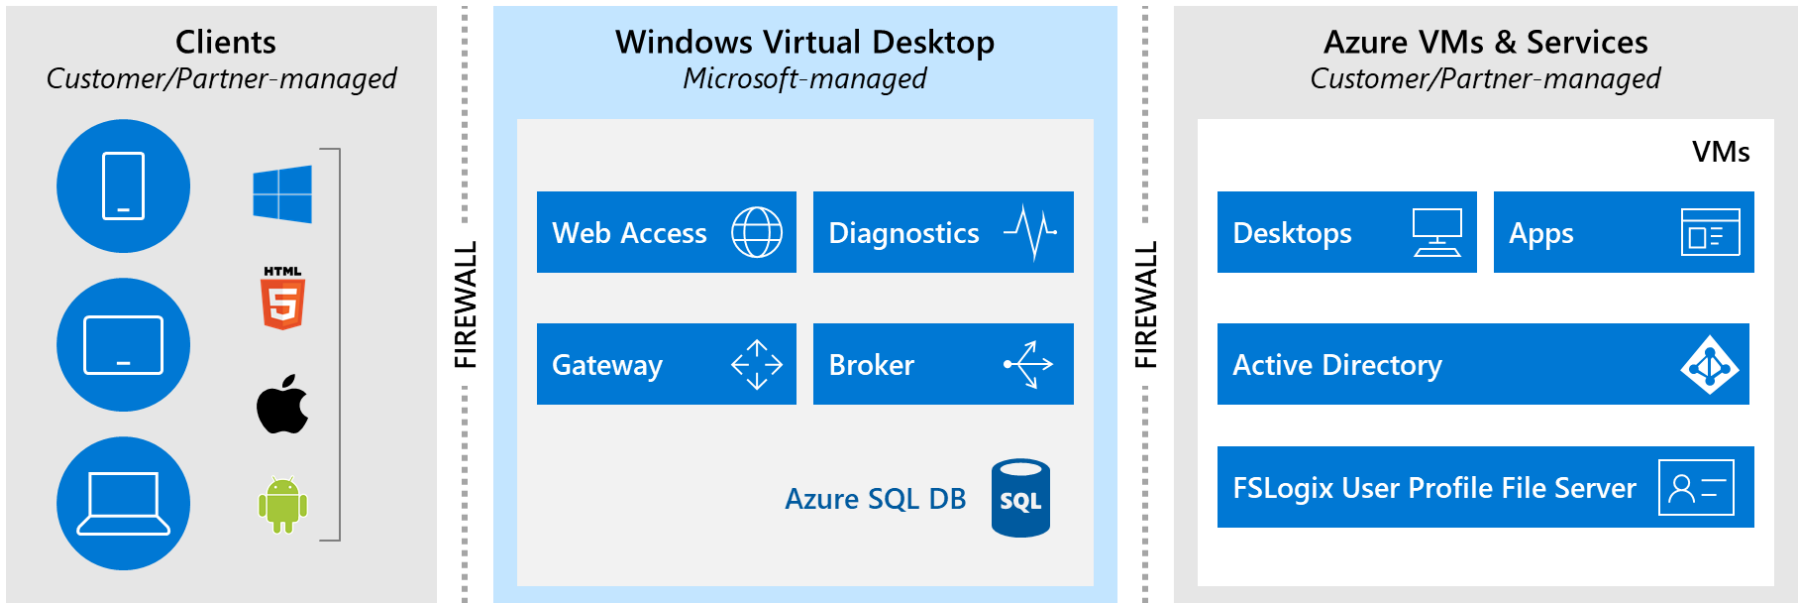 Clients
Customer/Partner-managed
HTML
5
FIREWALL
Windows Virtual Desktop
Microsoft-managed
Web Access
Diagnostics
Gateway
Broker
Azure SQL DB
SQL
FIREWALL
Azure VMs & Services
Customer/Partner-managed
VMs
Desktops
Apps
Active Directory
FSLogix User Profile File Server